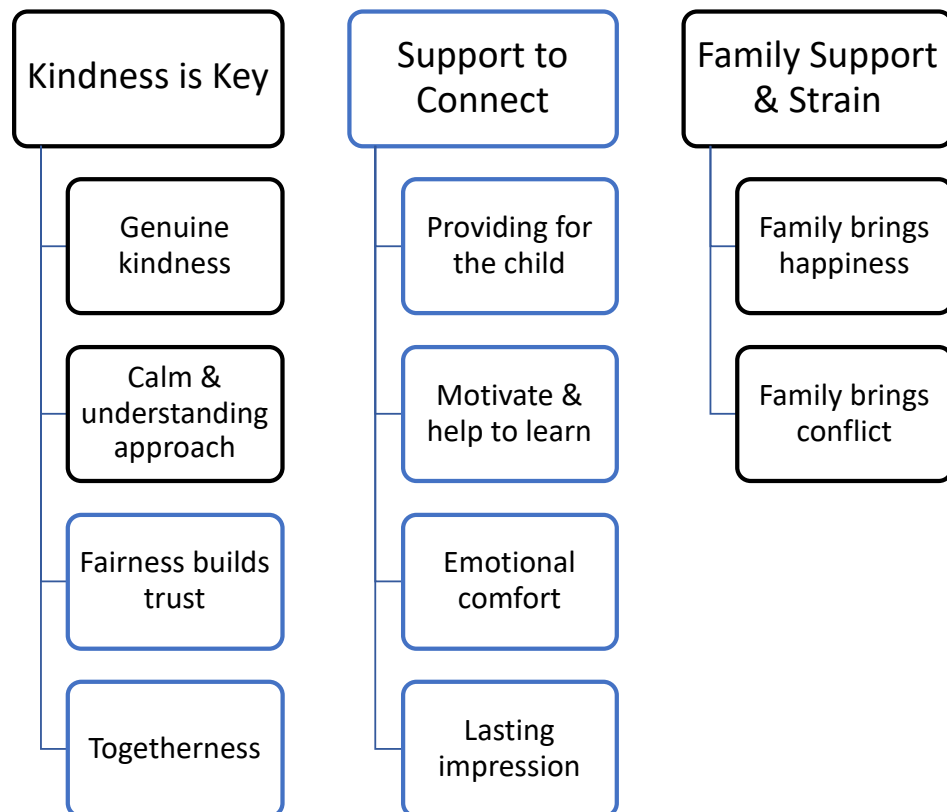 Kindness is Key
Genuine
kindness
Calm &
understanding
approach
Fairness builds
trust
Togetherness
Support to
Connect
Providing for
the child
Motivate &
help to learn
Emotional
comfort
Lasting
impression
Family Support
& Strain
Family brings
happiness
Family brings
conflict